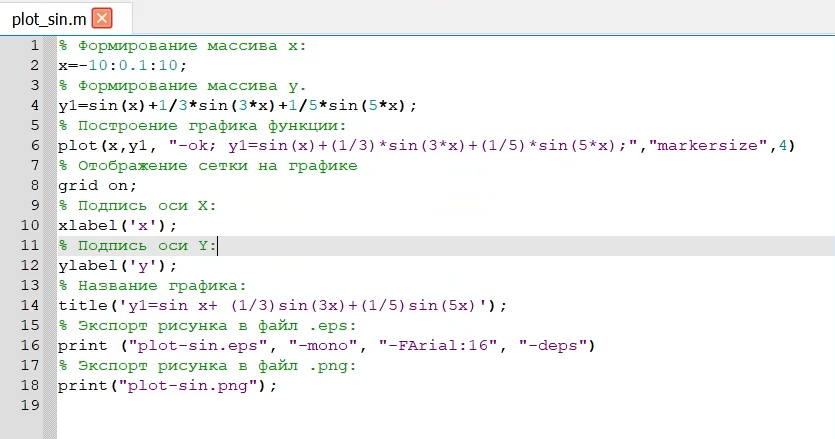 plot_sin.m
1 % Формирование массива x:
2 x=-10:0.1:10;
3 % Формирование массива y.
4 y1=sin(x)+1/3*sin(3*x)+1/5*sin(5*x);
5 % Построение графика функции:
6 plot(x,y1, "-ok; y1=sin(x)+(1/3)*sin(3*x)+(1/5)*sin(5*x);","markersize",4)
7 % Отображение сетки на графике
8 grid on;
9 % Подпись оси X:
10 xlabel('x');
11 % Подпись оси Y:
12 ylabel('y');
13 % Название графика:
14 title('y1=sin x+ (1/3)sin(3x)+(1/5)sin(5x)');
15 % Экспорт рисунка в файл .eps:
16 print ("plot-sin.eps", "-mono", "-FArial:16", "-deps")
17 % Экспорт рисунка в файл .png:
18 print("plot-sin.png");
19